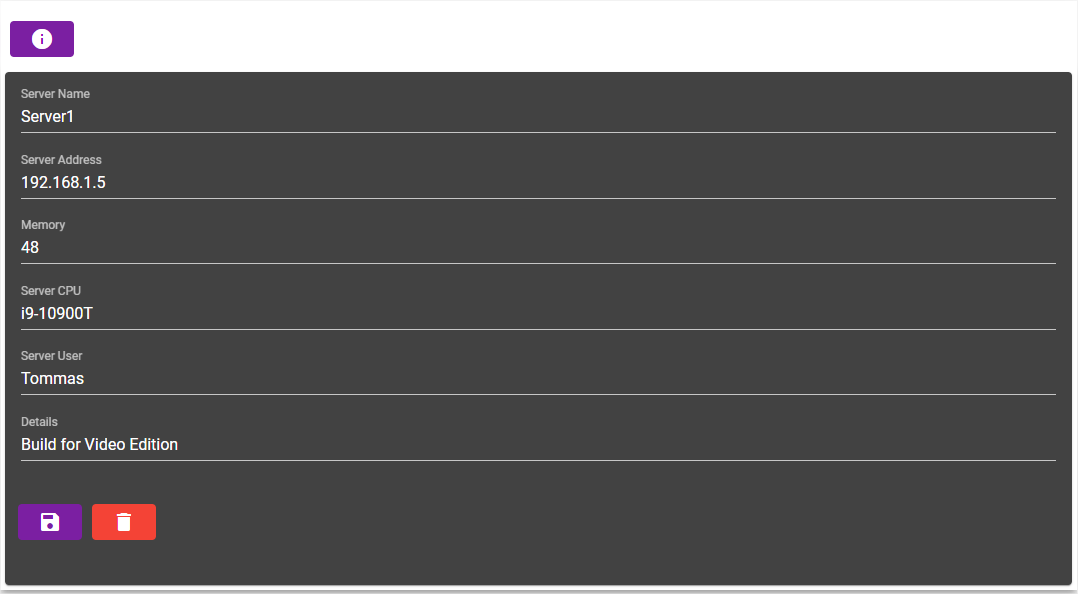 Server Name
Server1
Server Address
192.168.1.5
Memory
48
Server CPU
i9-10900T
Server User
Tommas
Details
Build for Video Edition